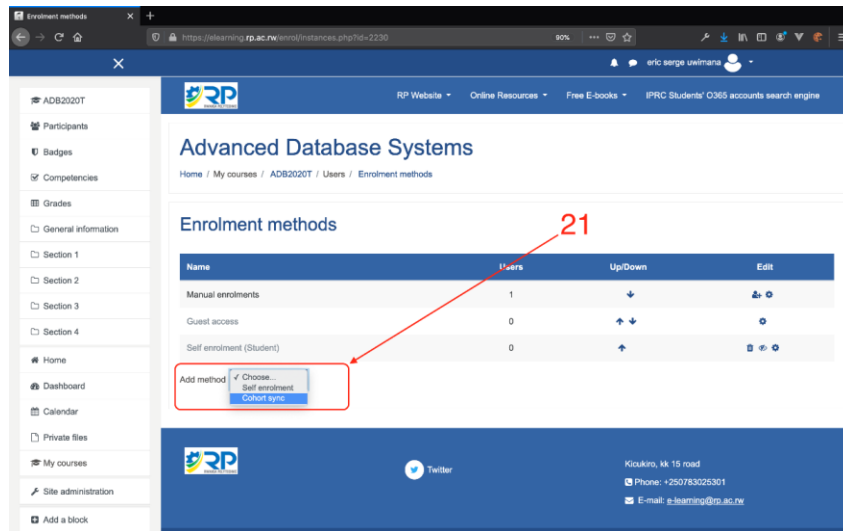 Enrolment methods
https://elearning.rp.ac.rw/enrol/instances.php?id=2230
90%
eric serge uwimana
ADB2020T
Participants
Badges
Competencies
Grades
General information
Section 1
Section 2
Section 3
Section 4
Home
Dashboard
Calendar
Private files
My courses
Site administration
Add a block
RP
RP Website
Online Resources
Free E-books
IPRC Students' O365 accounts search engine
Advanced Database Systems
Home / My courses / ADB2020T / Users / Enrolment methods
Enrolment methods
21
Name Users Up/Down Edit
Manual enrolments 1
Guest access 0
Self enrolment (Student) 0
Add method
Choose...
Self enrolment
Cohort sync
RP
Twitter
Kicukiro, kk 15 road
Phone: +250783025301
E-mail: e-learning@rp.ac.rw